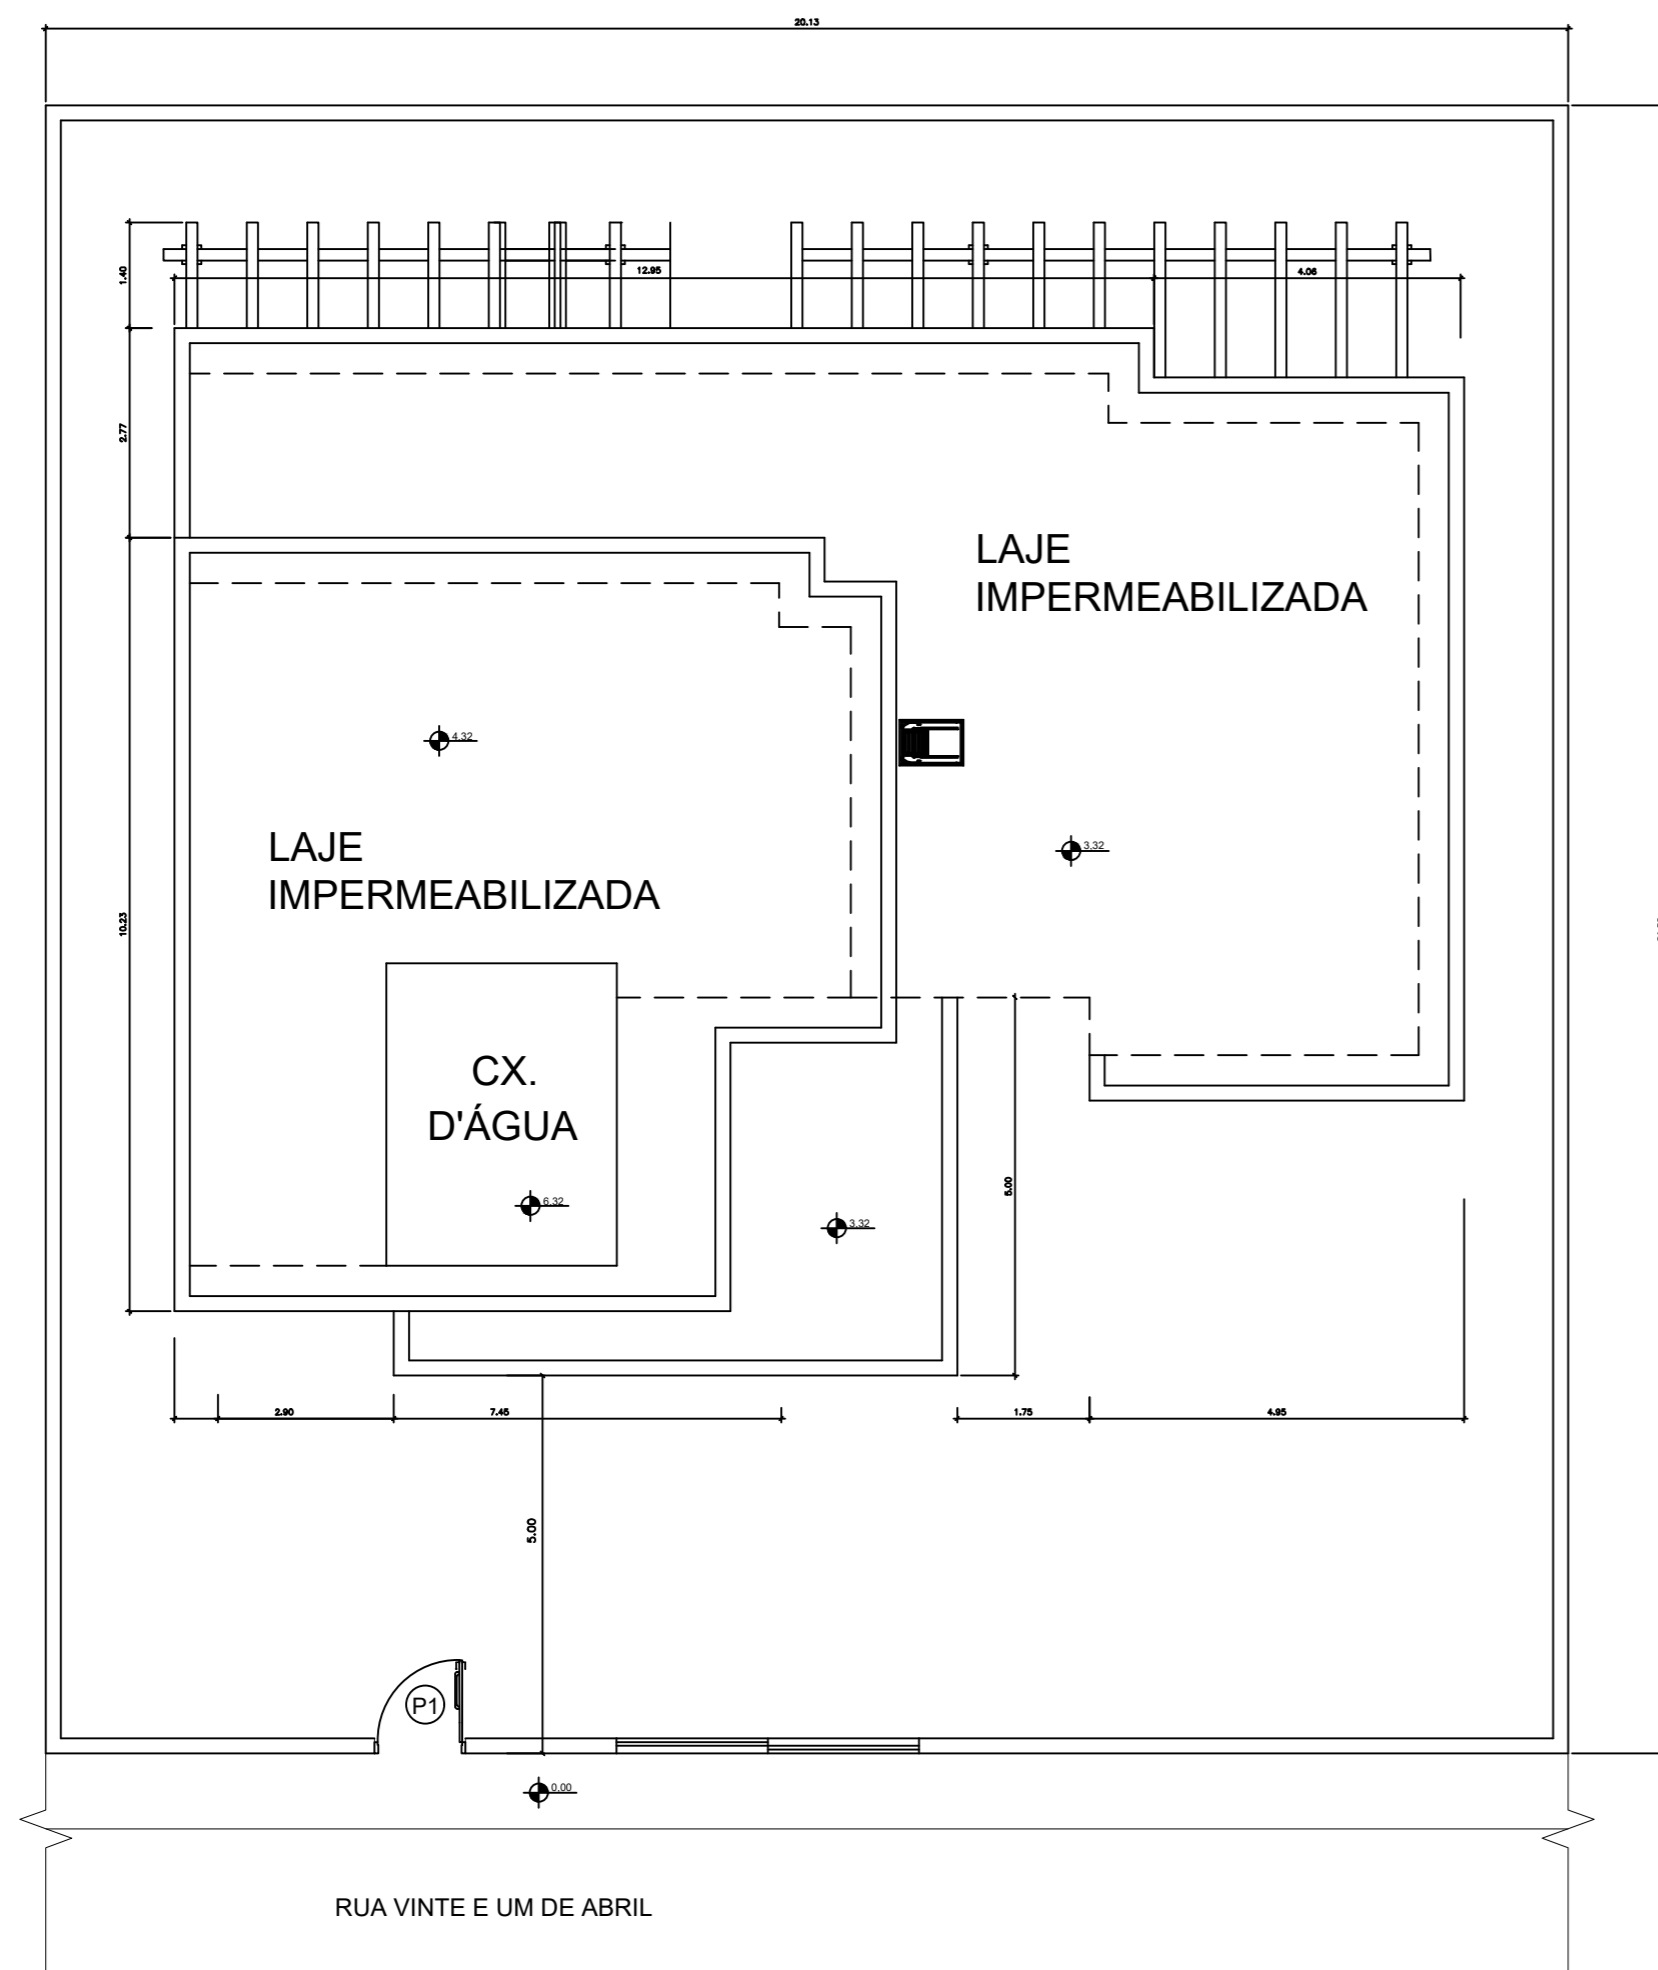 20.13
12.95
4.06
1.40
2.77
LAJE
IMPERMEABILIZADA
4.32
LAJE
IMPERMEABILIZADA
3.32
10.23
CX.
D'ÁGUA
6.32
3.32
5.00
2.90
7.45
1.75
4.95
5.00
P1
0.00
RUA VINTE E UM DE ABRIL